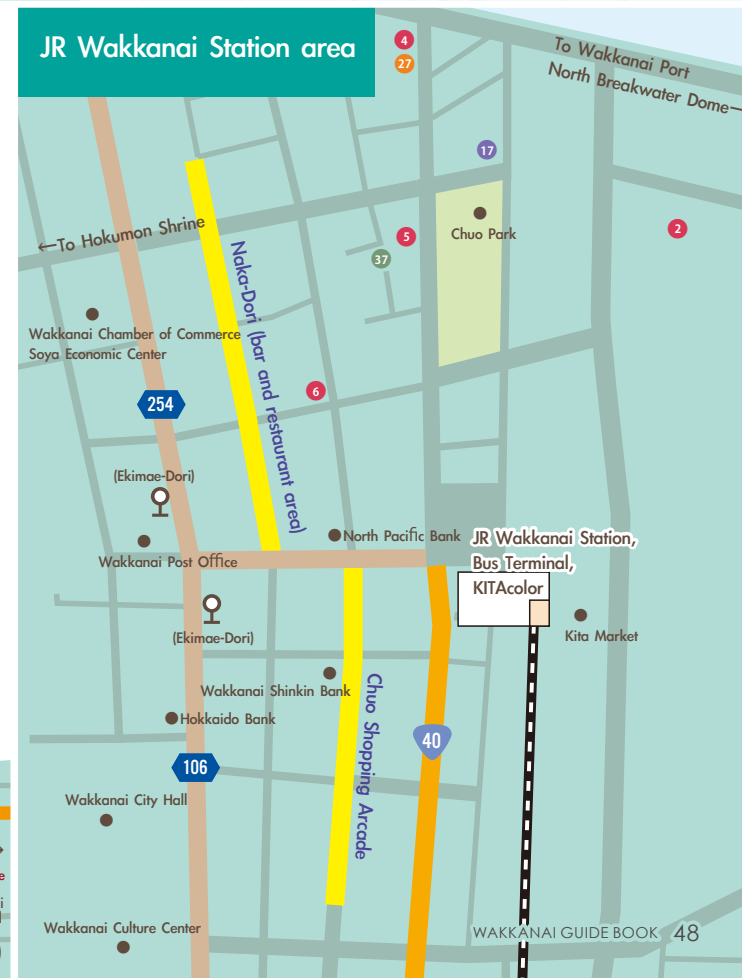 JR Wakkanai Station area
4
27
To Wakkanai Port
North Breakwater Dome→
17
←To Hokumon Shrine
5
Chuo Park
2
37
Naka-Dori (bar and restaurant area)
Wakkanai Chamber of Commerce
Soya Economic Center
6
254
(Ekimae-Dori)
North Pacific Bank
JR Wakkanai Station,
Bus Terminal,
KITAcolor
Wakkanai Post Office
(Ekimae-Dori)
Kita Market
Wakkanai Shinkin Bank
Chuo Shopping Arcade
Hokkaido Bank
40
106
Wakkanai City Hall
Wakkanai Culture Center
WAKKANAI GUIDE BOOK 48